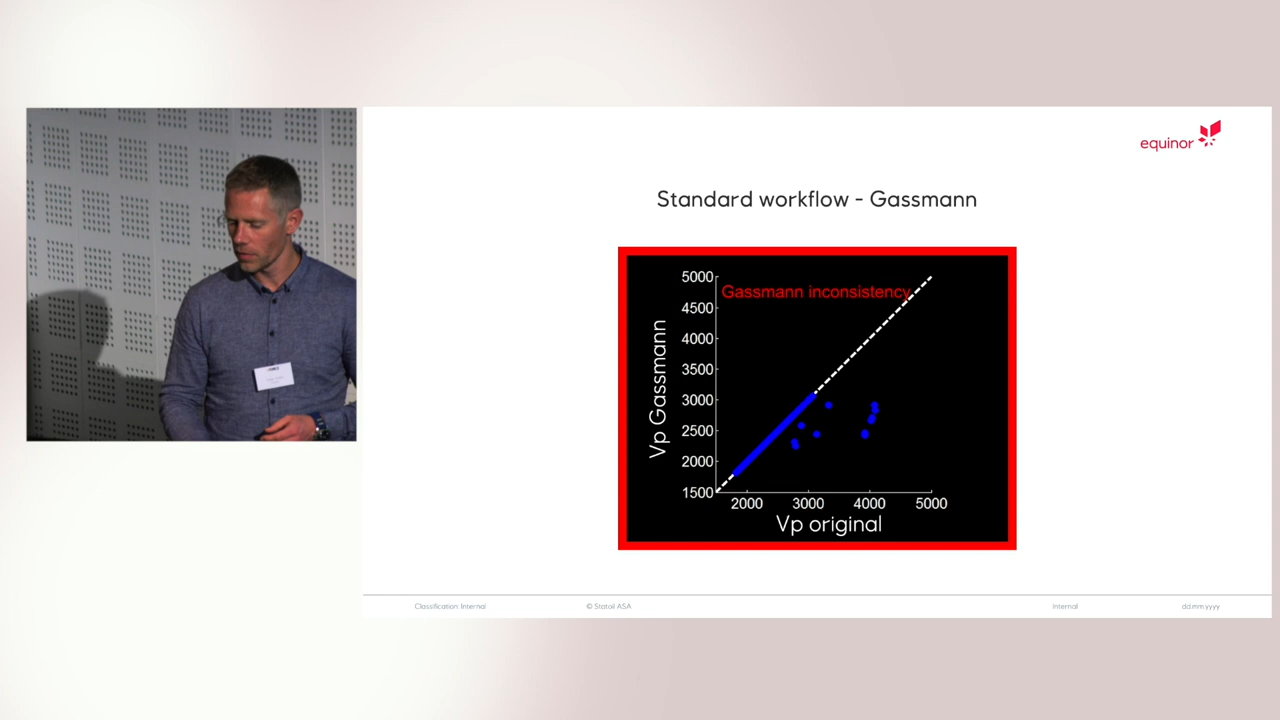 equinor
Standard workflow - Gassmann
Gassmann inconsistency
5000
4500
4000
3500
3000
2500
2000
1500
Vp Gassmann
2000 3000 4000 5000
Vp original
Classification: Internal © Statoil ASA Internal dd.mm.yyyy